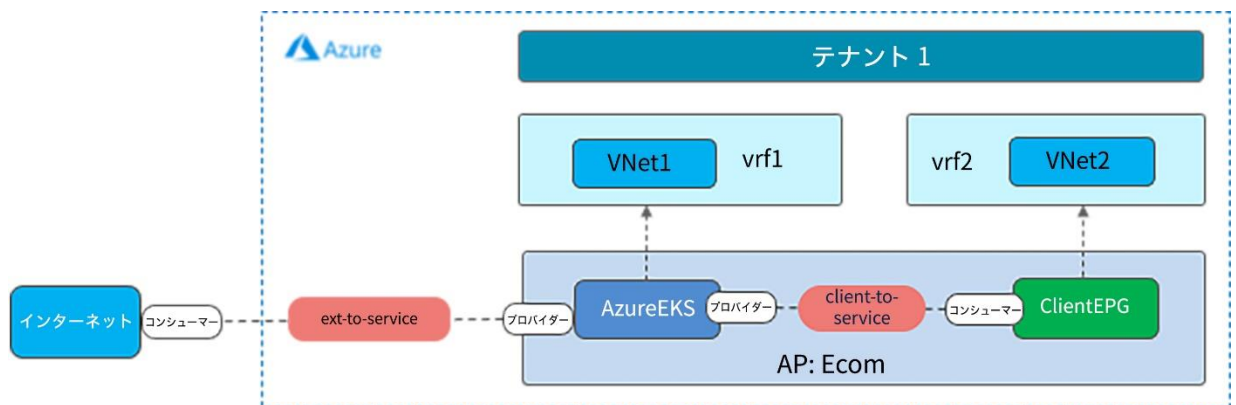 Azure
テナント 1
VNet1
vrf1
vrf2
VNet2
インターネット
コンシューマー
ext-to-service
プロバイダー
AzureEKS
プロバイダー
client-to-
service
コンシューマー
ClientEPG
AP: Ecom